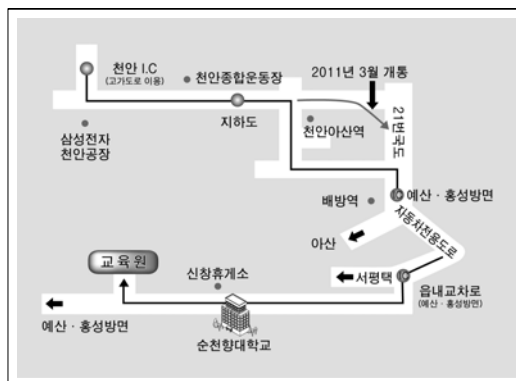 천안 I.C
(고가도로 이용)
천안종합운동장
2011년 3월 개통
지하도
천안아산역
21번국도
삼성전자
천안공장
배방역
예산 · 홍성방면
자동차전용도로
아산
교육원
신창휴게소
서평택
읍내교차로
(예산 · 홍성방면)
예산 · 홍성방면
순천향대학교